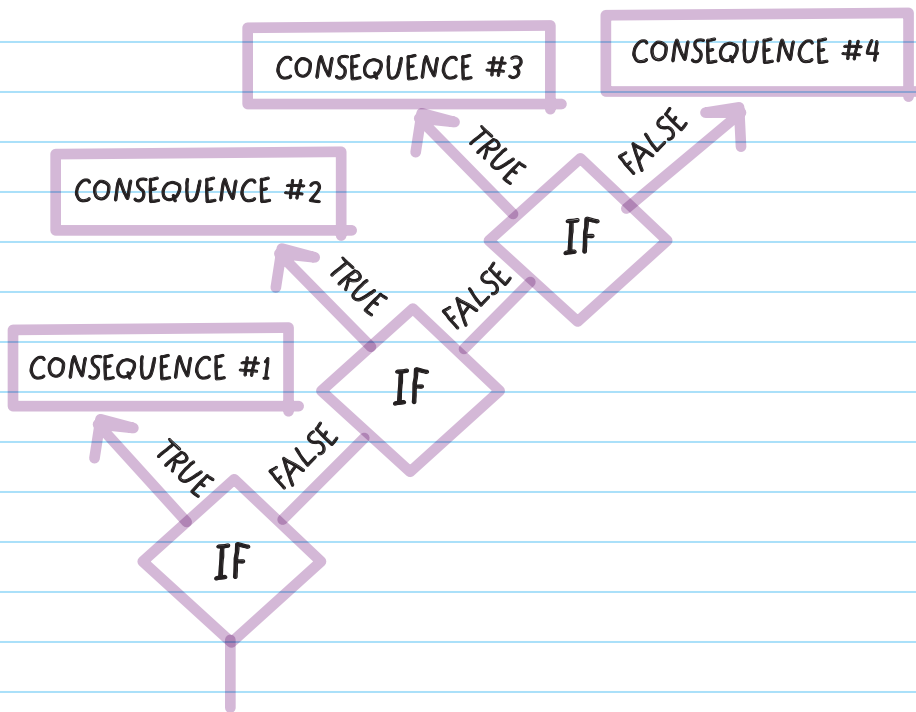 CONSEQUENCE #3
CONSEQUENCE #4
TRUE
FALSE
CONSEQUENCE #2
IF
TRUE
FALSE
CONSEQUENCE #1
IF
TRUE
FALSE
IF